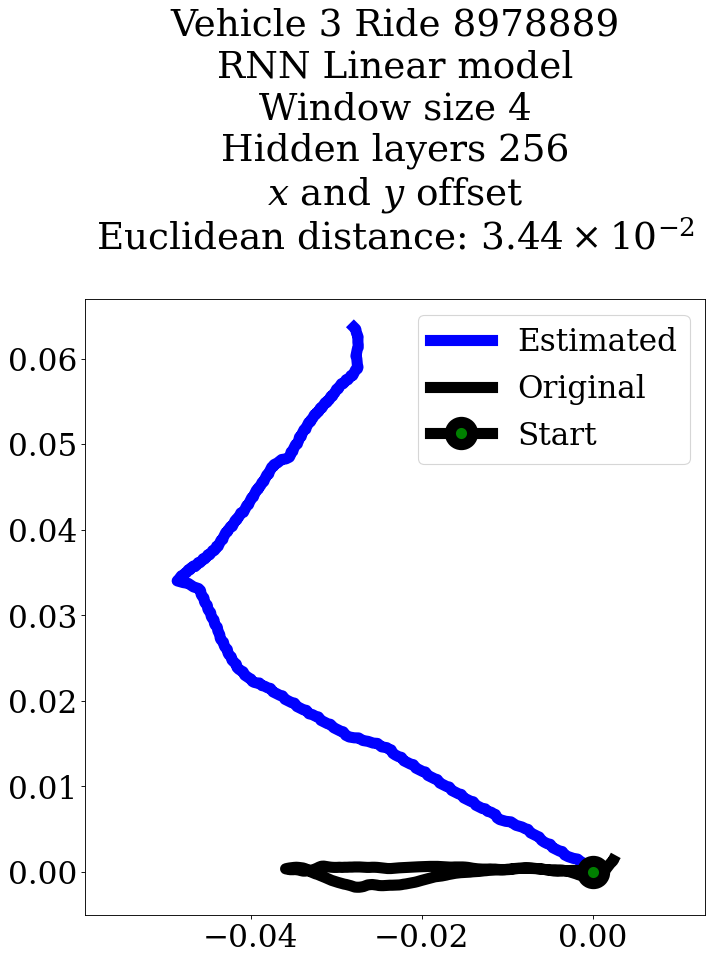 Vehicle 3 Ride 8978889
RNN Linear model
Window size 4
Hidden layers 256
x and y offset
Euclidean distance: 3.44 × 10⁻²
Estimated
Original
Start
0.06
0.05
0.04
0.03
0.02
0.01
0.00
−0.04 −0.02 0.00